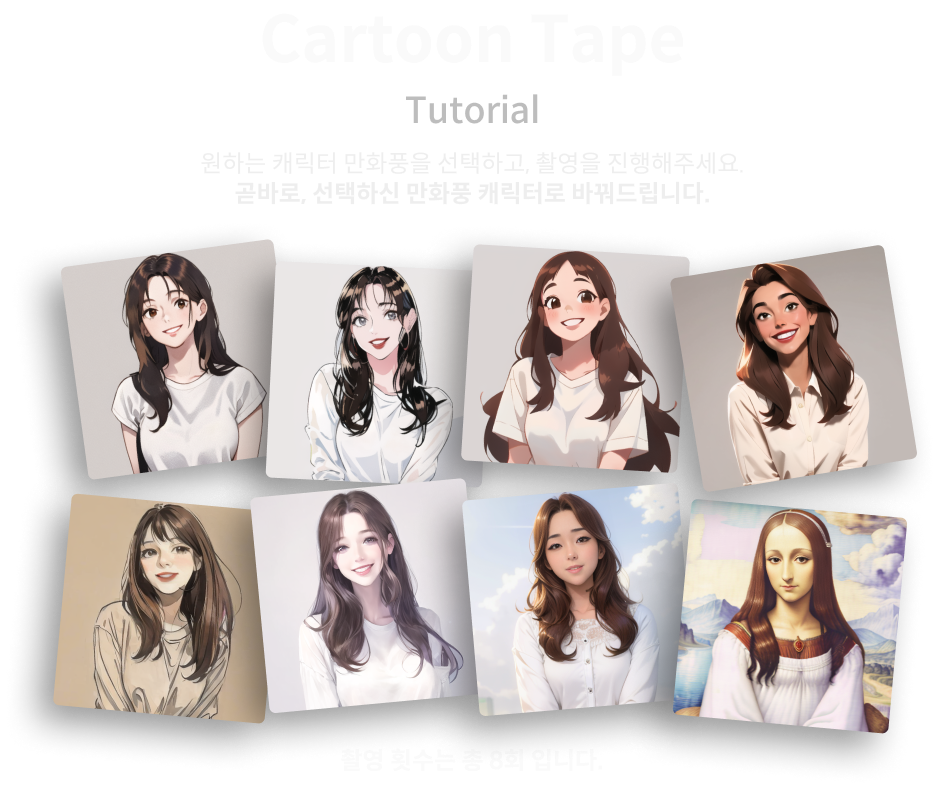 Cartoon Tape
Tutorial
원하는 캐릭터 만화풍을 선택하고, 촬영을 진행해주세요.
곧바로, 선택하신 만화풍 캐릭터로 바꿔드립니다.
촬영 횟수는 총 8회 입니다.